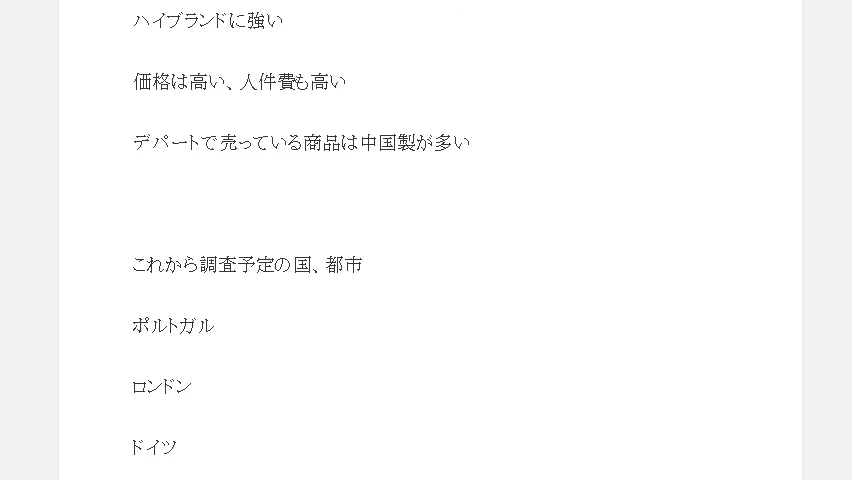 ハイブランドに強い
価格は高い、人件費も高い
デパートで売っている商品は中国製が多い
これから調査予定の国、都市
ポルトガル
ロンドン
ドイツ